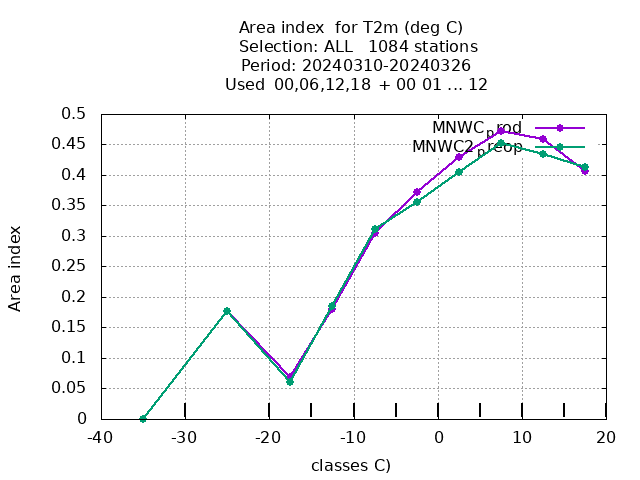 Area index  for T2m (deg C)
Selection: ALL   1084 stations
Period: 20240310-20240326
Used  00,06,12,18  + 00 01 ... 12
0.5
0.45
0.4
0.35
0.3
0.25
0.2
0.15
0.1
0.05
0
Area index
MNWCprod
MNWC2preop
-40 -30 -20 -10 0 10 20
classes C)